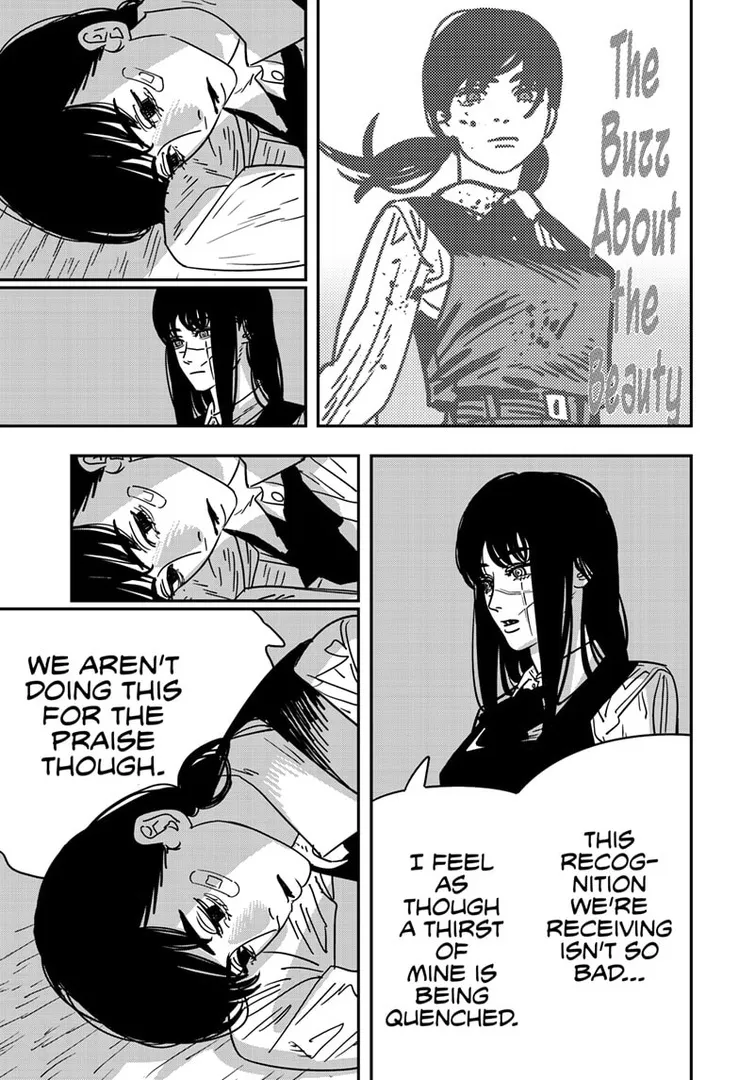 The
Buzz
About
the
Beauty
THIS
RECOG-
NITION
WE'RE
RECEIVING
ISN'T SO
BAD...
I FEEL
AS
THOUGH
A THIRST
OF
MINE IS
BEING
QUENCHED.
WE AREN'T
DOING THIS
FOR THE
PRAISE
THOUGH.